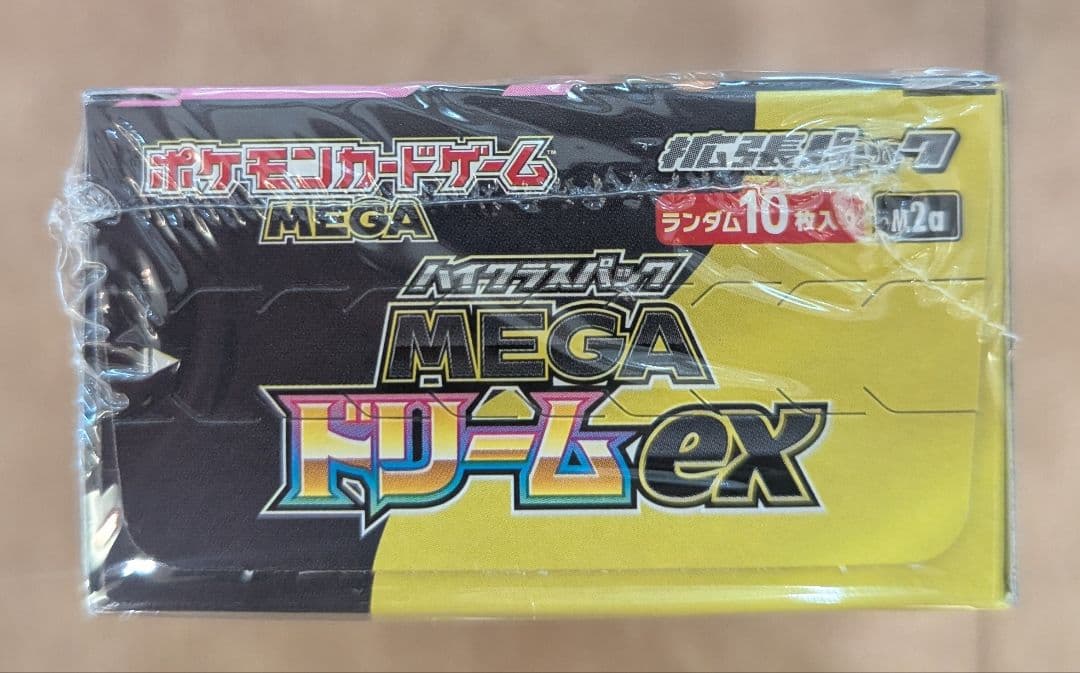 ポケモンカードゲーム™
MEGA
拡張パック
ランダム10枚入り
M2a
ハイクラスパック
MEGA
ドリームex